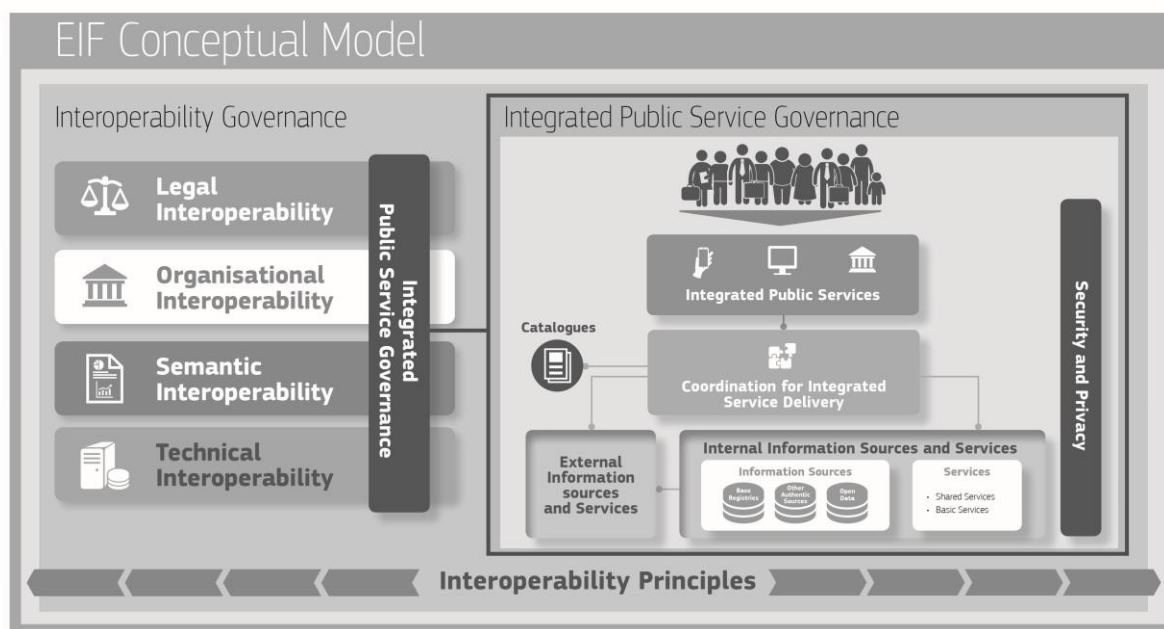 EIF Conceptual Model
Interoperability Governance
Legal
Interoperability
Organisational
Interoperability
Semantic
Interoperability
Technical
Interoperability
Integrated
Public Service Governance
Integrated Public Service Governance
Integrated Public Services
Catalogues
Coordination for Integrated
Service Delivery
External
Information
sources
and Services
Internal Information Sources and Services
Information Sources
Base
Registries
Other
Authentic
Sources
Open
Data
Services
• Shared Services
• Basic Services
Security and Privacy
Interoperability Principles